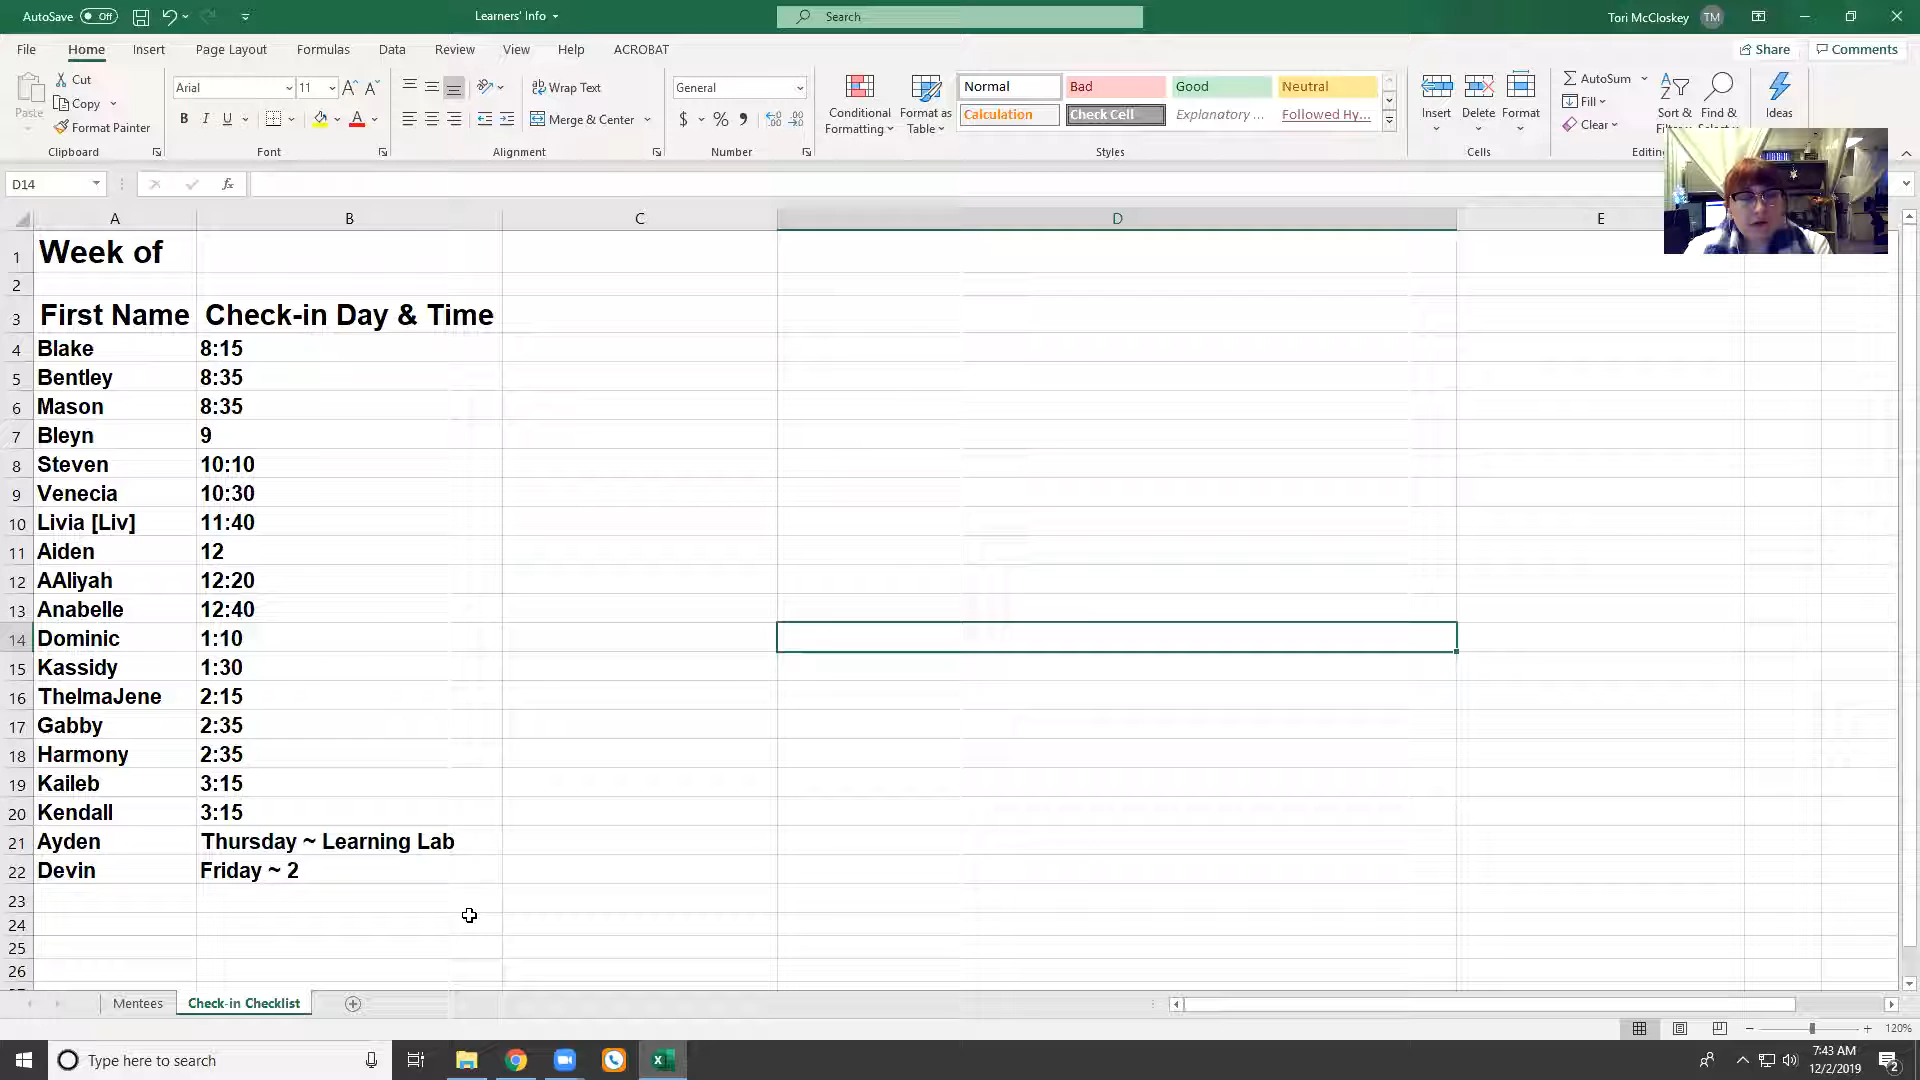 AutoSave Off Learners' Info Search Tori McCloskey TM
File Home Insert Page Layout Formulas Data Review View Help ACROBAT Share Comments
Cut
Copy
Format Painter
Paste
Clipboard
Arial 11
B I U
Font
Wrap Text
Merge & Center
Alignment
General
$ % ,
Number
Conditional Formatting
Format as Table
Normal Bad Good Neutral
Calculation Check Cell Explanatory ... Followed Hy...
Styles
Insert Delete Format
Cells
AutoSum
Fill
Clear
Sort &
Find &
Ideas
D14 fx
A B C D E
1 Week of
2
3 First Name Check-in Day & Time
4 Blake 8:15
5 Bentley 8:35
6 Mason 8:35
7 Bleyn 9
8 Steven 10:10
9 Venecia 10:30
10 Livia [Liv] 11:40
11 Aiden 12
12 AAliyah 12:20
13 Anabelle 12:40
14 Dominic 1:10
15 Kassidy 1:30
16 ThelmaJene 2:15
17 Gabby 2:35
18 Harmony 2:35
19 Kaileb 3:15
20 Kendall 3:15
21 Ayden Thursday ~ Learning Lab
22 Devin Friday ~ 2
23
24
25
26
Mentees Check-in Checklist
120%
Type here to search
7:43 AM
12/2/2019
2